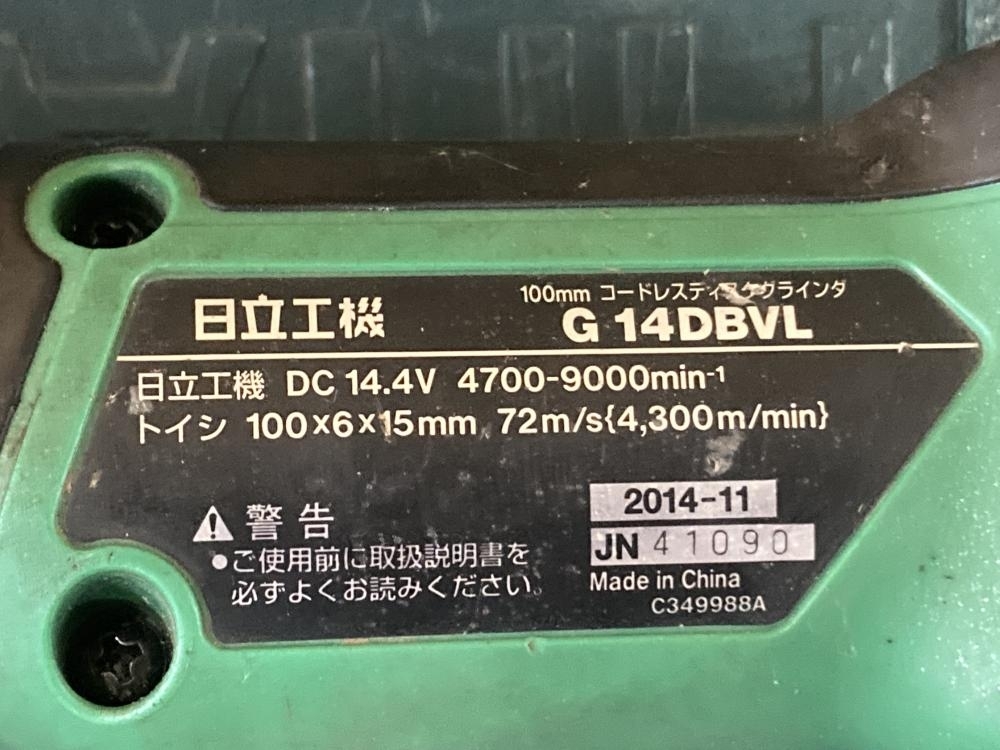 日立工機
100mm コードレスディスクグラインダ
G 14DBVL
日立工機 DC 14.4V 4700-9000min⁻¹
トイシ 100×6×15mm 72m/s{4,300m/min}
警告
●ご使用前に取扱説明書を
必ずよくお読みください。
2014-11
JN 41090
Made in China
C349988A